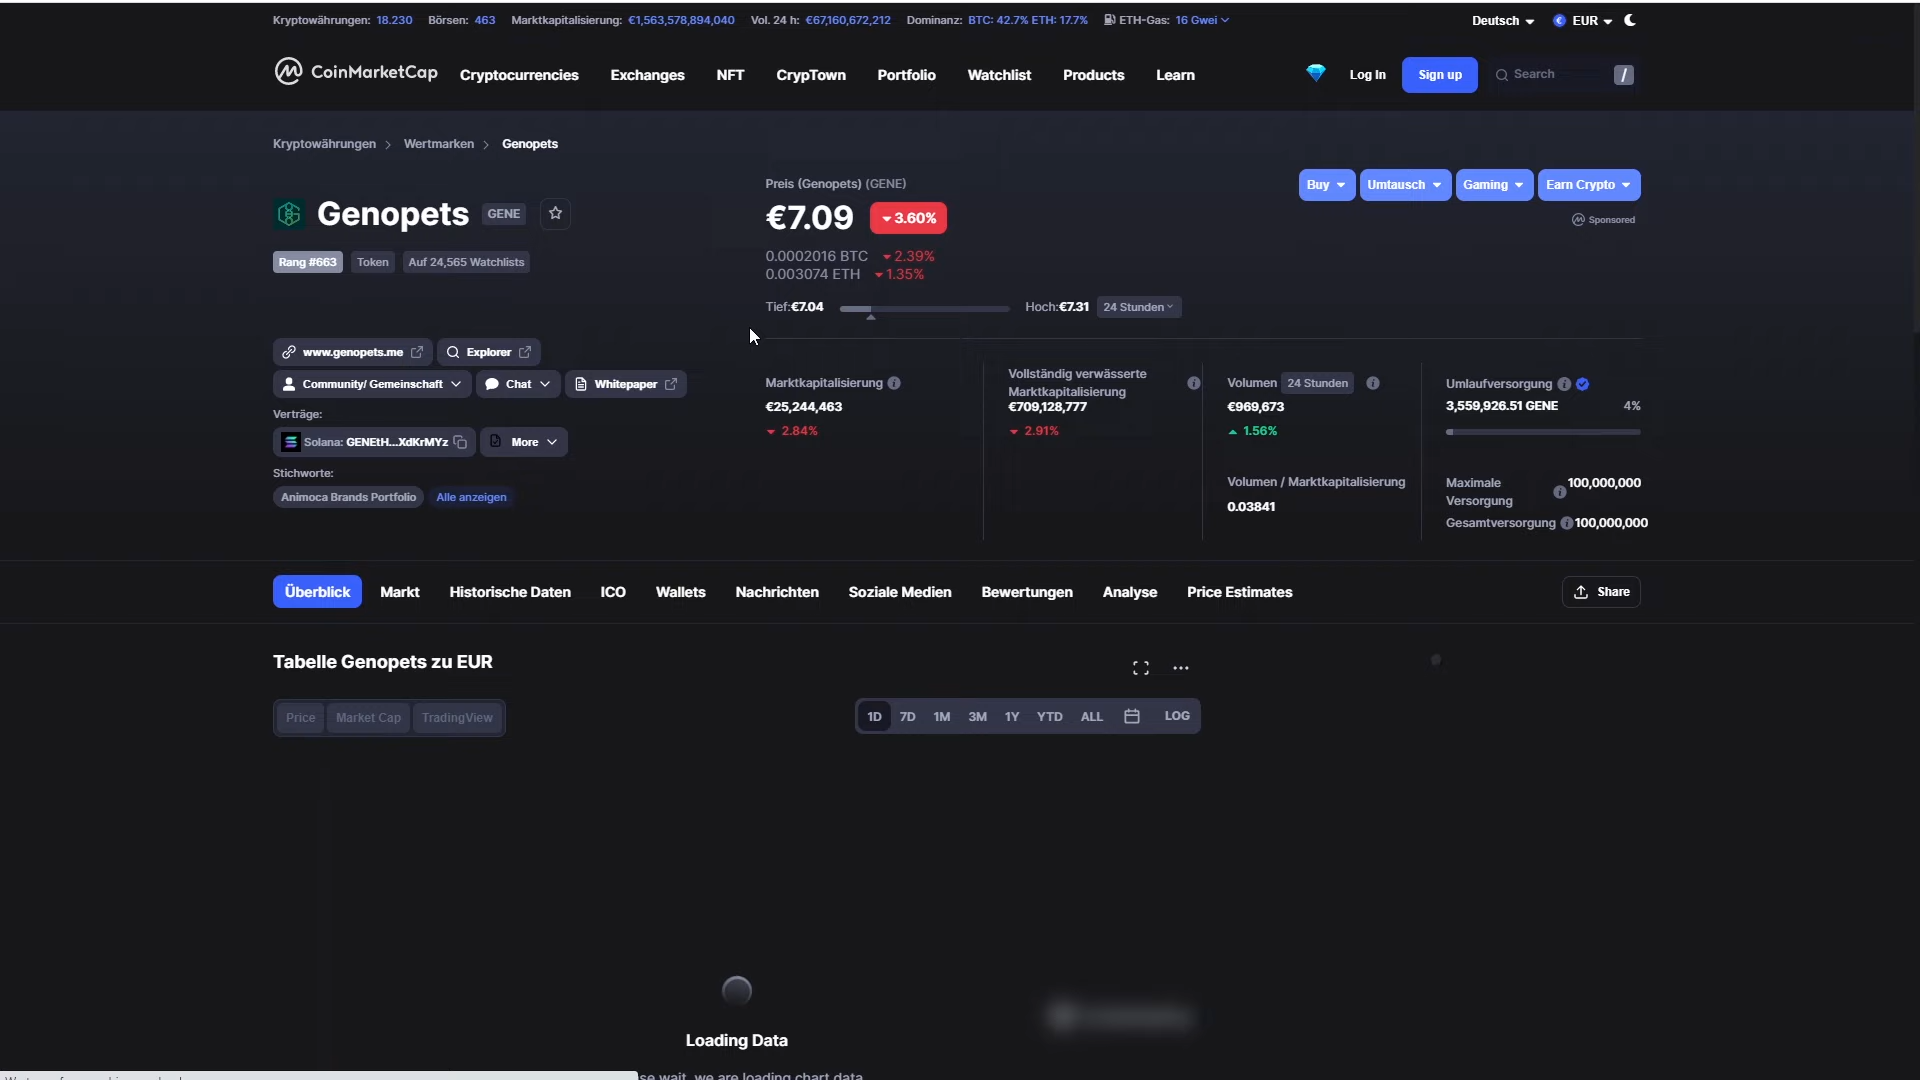 Kryptowährungen: 18.230 Börsen: 463 Marktkapitalisierung: €1,563,578,894,040 Vol. 24 h: €67,160,672,212 Dominanz: BTC: 42.7% ETH: 17.7% ETH-Gas: 16 Gwei Deutsch EUR
CoinMarketCap Cryptocurrencies Exchanges NFT CrypTown Portfolio Watchlist Products Learn Log In Sign up Search /
Kryptowährungen > Wertmarken > Genopets
Genopets GENE
Rang #663 Token Auf 24,565 Watchlists
Preis (Genopets) (GENE)
€7.09 3.60%
0.0002016 BTC 2.39%
0.003074 ETH 1.35%
Tief:€7.04 Hoch:€7.31 24 Stunden
Buy Umtausch Gaming Earn Crypto
Sponsored
www.genopets.me Explorer
Community/ Gemeinschaft Chat Whitepaper
Verträge:
Solana: GENEtH...XdKrMYz More
Stichworte:
Animoca Brands Portfolio Alle anzeigen
Marktkapitalisierung
€25,244,463
2.84%
Vollständig verwässerte
Marktkapitalisierung
€709,128,777
2.91%
Volumen 24 Stunden
€969,673
1.56%
Volumen / Marktkapitalisierung
0.03841
Umlaufversorgung
3,559,926.51 GENE 4%
Maximale
Versorgung
100,000,000
Gesamtversorgung 100,000,000
Überblick Markt Historische Daten ICO Wallets Nachrichten Soziale Medien Bewertungen Analyse Price Estimates Share
Tabelle Genopets zu EUR
Price Market Cap TradingView 1D 7D 1M 3M 1Y YTD ALL LOG
Loading Data
wait, we are loading chart data